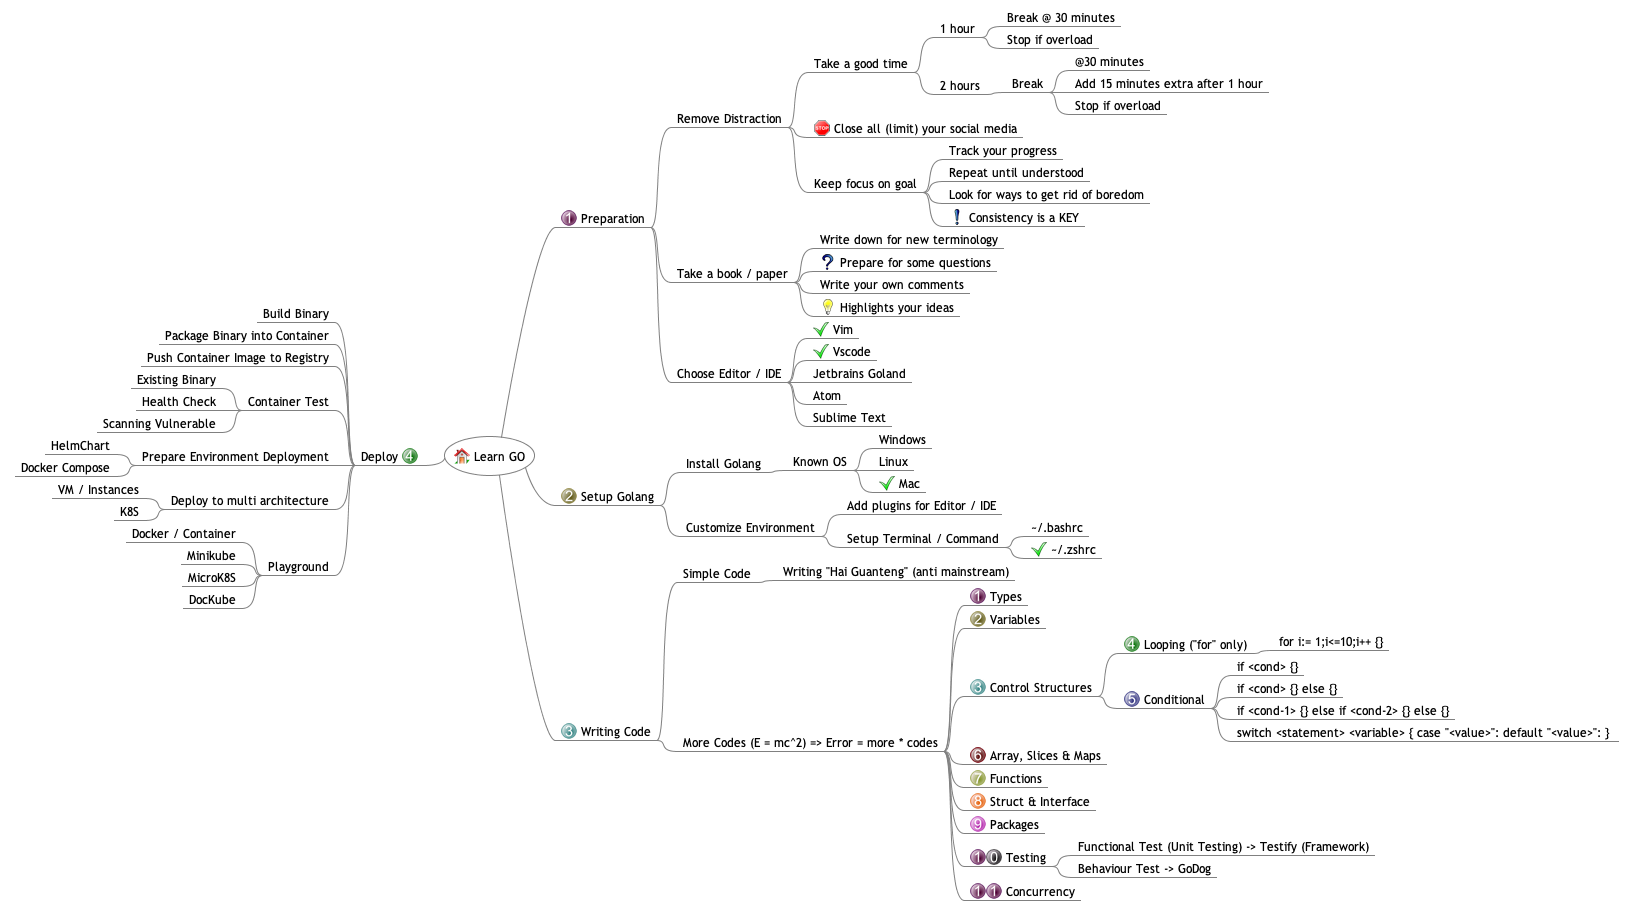 Learn GO
1 Preparation
Remove Distraction
Take a good time
1 hour
Break @ 30 minutes
Stop if overload
2 hours
Break
@30 minutes
Add 15 minutes extra after 1 hour
Stop if overload
STOP Close all (limit) your social media
Keep focus on goal
Track your progress
Repeat until understood
Look for ways to get rid of boredom
! Consistency is a KEY
Take a book / paper
Write down for new terminology
? Prepare for some questions
Write your own comments
Highlights your ideas
Choose Editor / IDE
Vim
Vscode
Jetbrains Goland
Atom
Sublime Text
2 Setup Golang
Install Golang
Known OS
Windows
Linux
Mac
Customize Environment
Add plugins for Editor / IDE
Setup Terminal / Command
~/.bashrc
~/.zshrc
3 Writing Code
Simple Code
Writing "Hai Guanteng" (anti mainstream)
More Codes (E = mc^2) => Error = more * codes
1 Types
2 Variables
3 Control Structures
4 Looping ("for" only)
for i:= 1;i<=10;i++ {}
5 Conditional
if <cond> {}
if <cond> {} else {}
if <cond-1> {} else if <cond-2> {} else {}
switch <statement> <variable> { case "<value>": default "<value>": }
6 Array, Slices & Maps
7 Functions
8 Struct & Interface
9 Packages
10 Testing
Functional Test (Unit Testing) -> Testify (Framework)
Behaviour Test -> GoDog
11 Concurrency
Deploy 4
Build Binary
Package Binary into Container
Push Container Image to Registry
Container Test
Existing Binary
Health Check
Scanning Vulnerable
Prepare Environment Deployment
HelmChart
Docker Compose
Deploy to multi architecture
VM / Instances
K8S
Playground
Docker / Container
Minikube
MicroK8S
DocKube